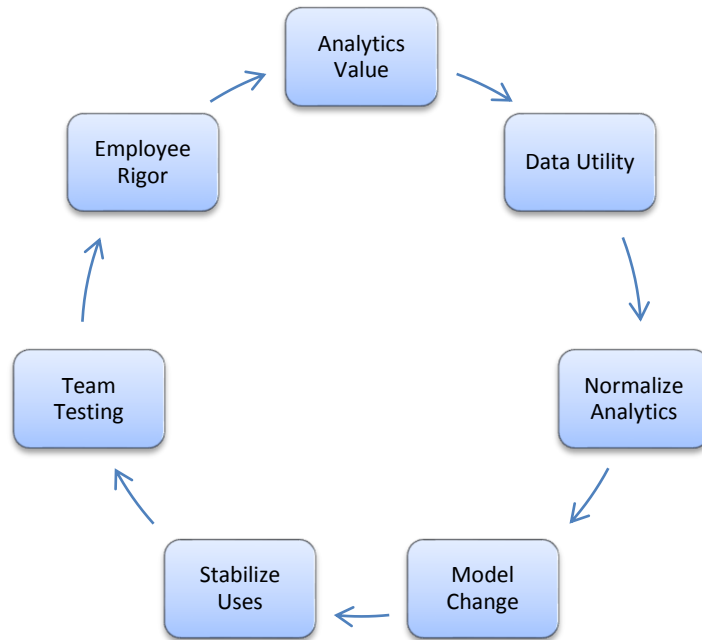 Analytics
Value
Data Utility
Normalize
Analytics
Model
Change
Stabilize
Uses
Team
Testing
Employee
Rigor